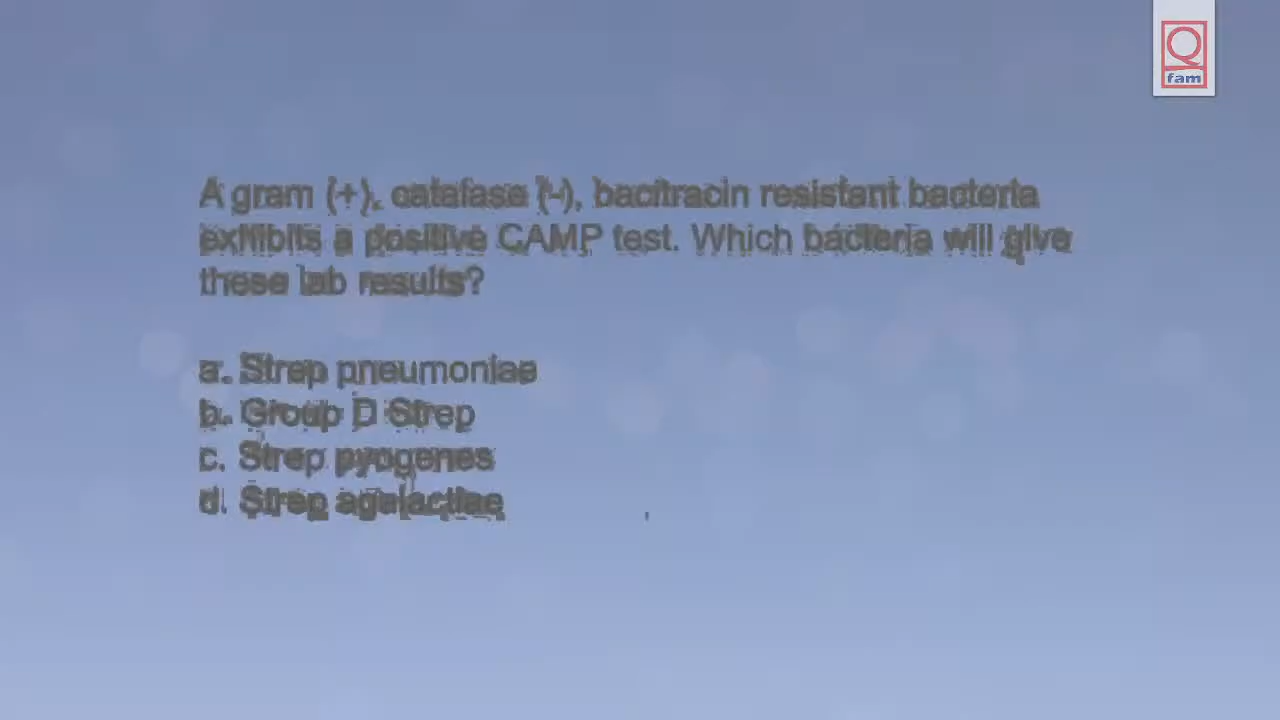 Q
fam
A gram (+), catalase (-), bacitracin resistant bacteria
exhibits a positive CAMP test. Which bacteria will give
these lab results?
a. Strep pneumoniae
b. Group D Strep
c. Strep pyogenes
d. Strep agalactiae